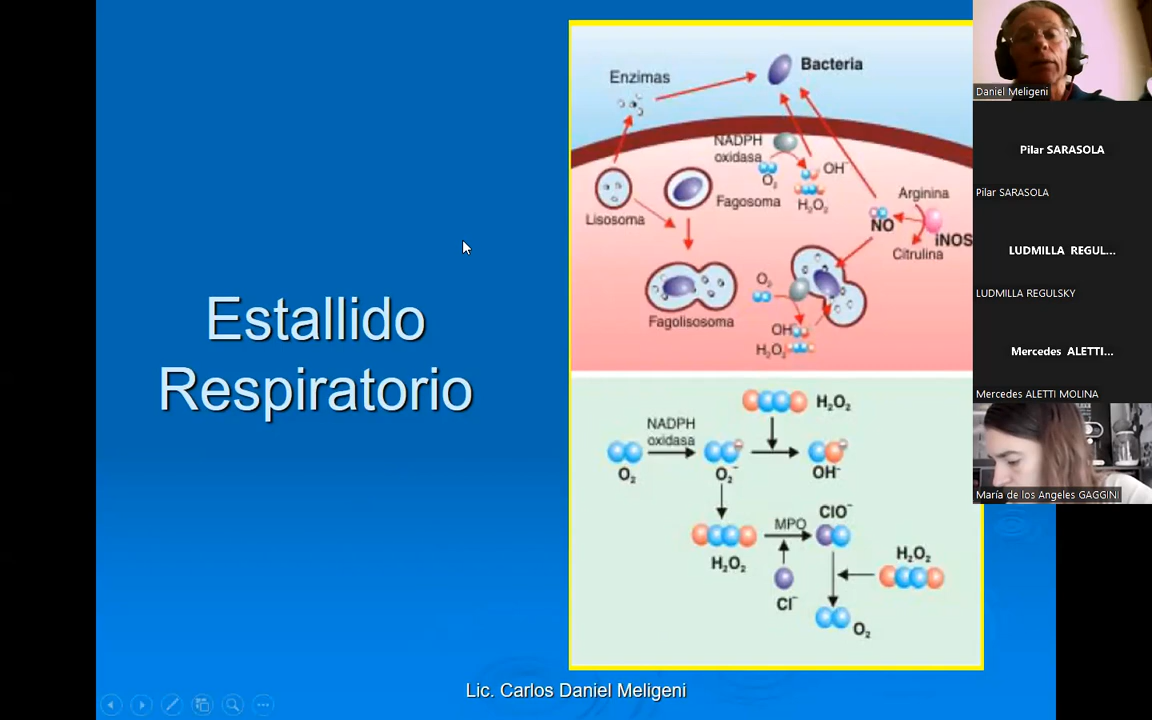 Estallido
Respiratorio
Enzimas
Bacteria
NADPH
oxidasa
O₂
OH⁻
H₂O₂
Lisosoma
Fagosoma
Arginina
NO
iNOS
Citrulina
Fagolisosoma
O₂
OH⁻
H₂O₂
H₂O₂
NADPH
oxidasa
O₂
O₂⁻
OH⁻
ClO⁻
MPO
H₂O₂
H₂O₂
Cl⁻
O₂
Lic. Carlos Daniel Meligeni
Daniel Meligeni
Pilar SARASOLA
Pilar SARASOLA
LUDMILLA REGUL...
LUDMILLA REGULSKY
Mercedes ALETTI...
Mercedes ALETTI MOLINA
María de los Angeles GAGGINI